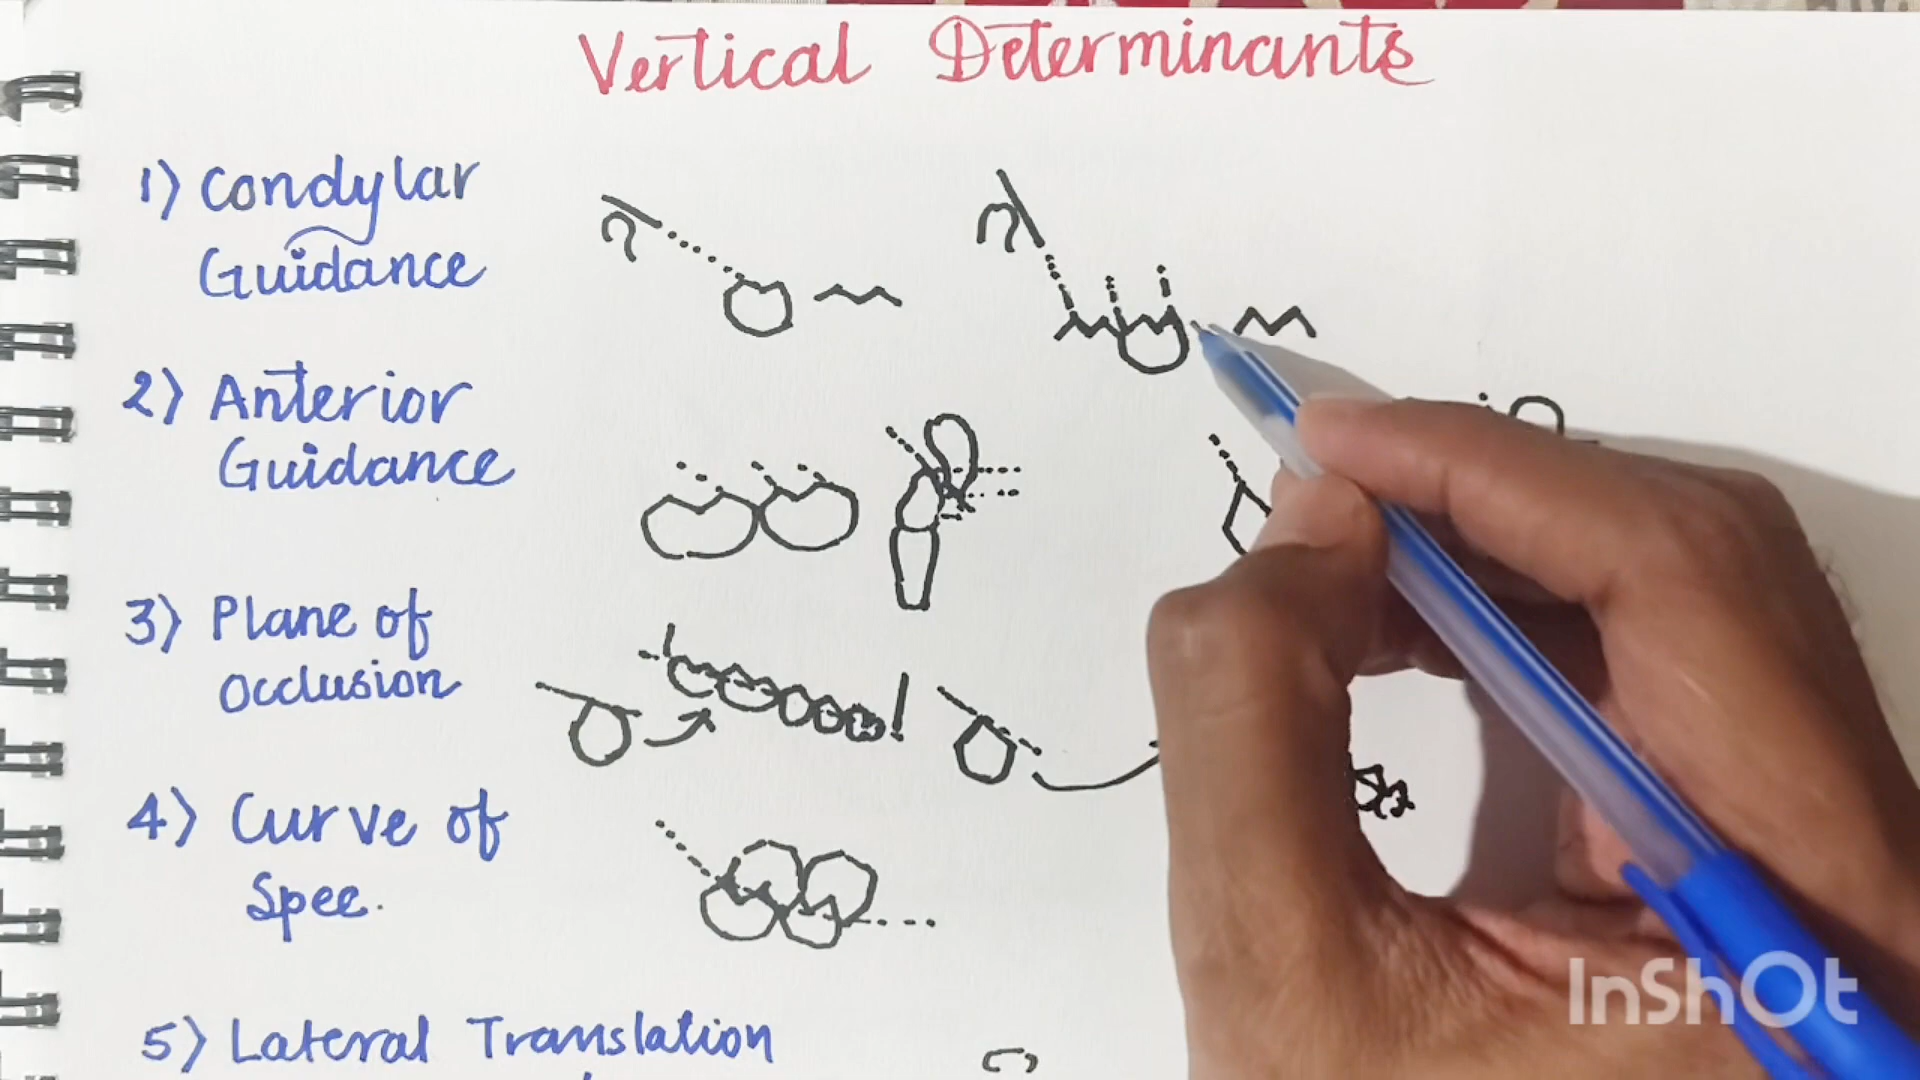 Vertical Determinants
1) Condylar
Guidance
2) Anterior
Guidance
3) Plane of
Occlusion
4) Curve of
Spee.
5) Lateral Translation
InShOt